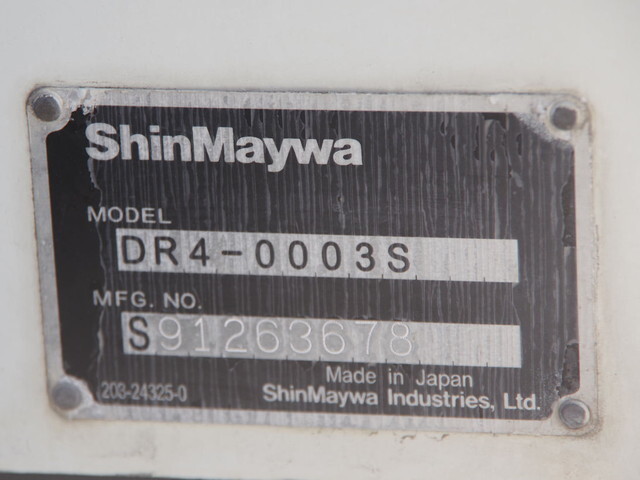 ShinMaywa
MODEL
DR4-0003S
MFG. NO.
S91263678
Made in Japan
203-24325-0 ShinMaywa Industries, Ltd.